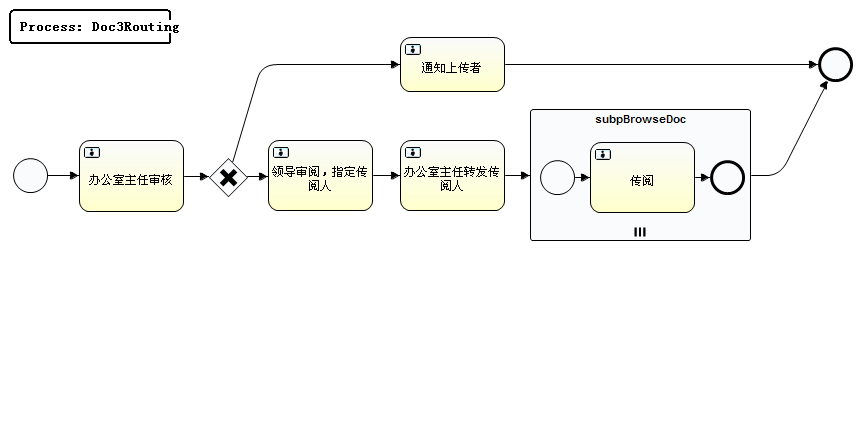 Process: Doc3Routing
通知上传者
subpBrowseDoc
办公室主任审核
领导审阅，指定传
阅人
办公室主任转发传
阅人
传阅